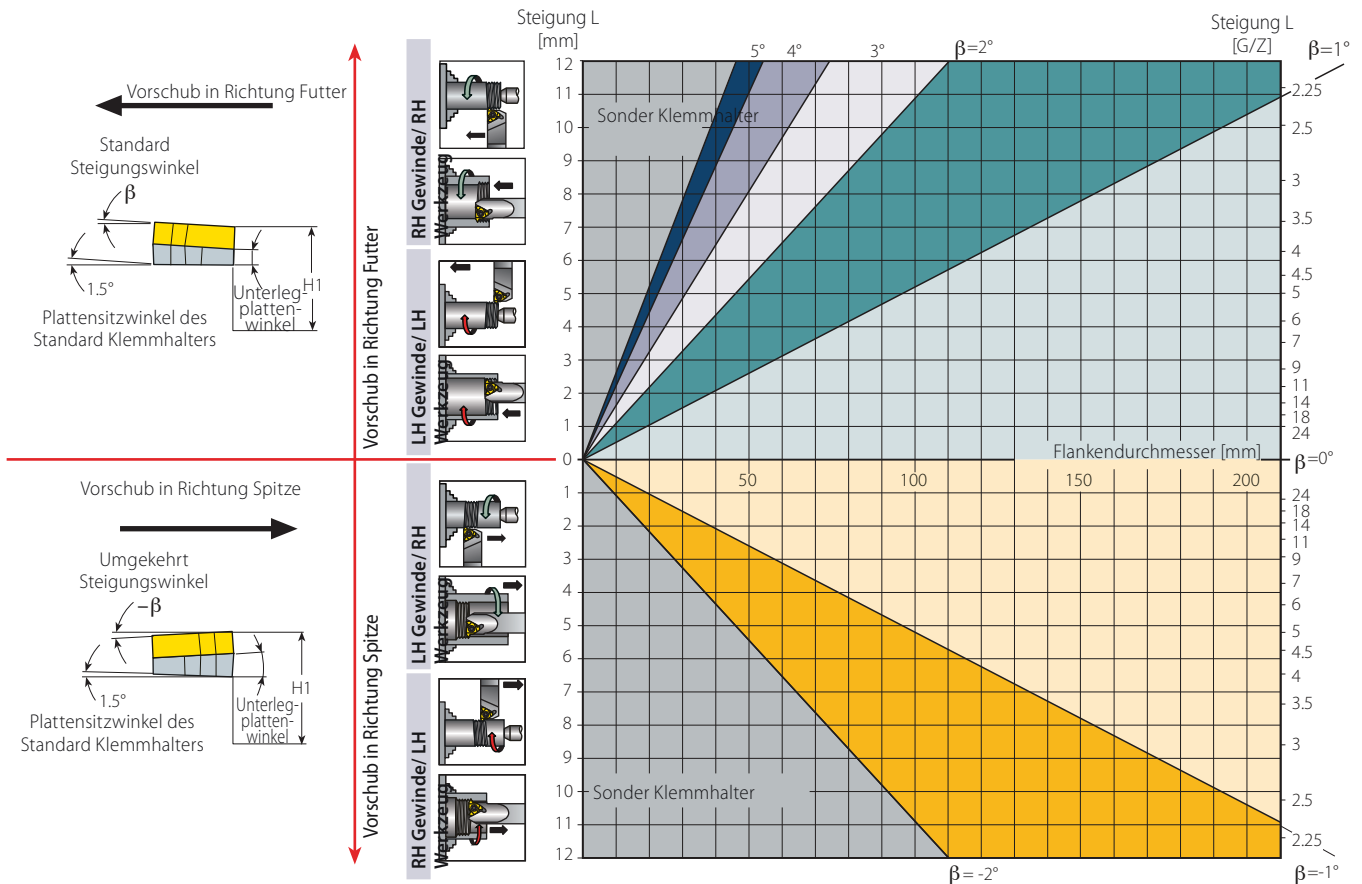 Vorschub in Richtung Futter
Standard
Steigungswinkel
β
1.5°
Plattensitzwinkel des
Standard Klemmhalters
Unterleg-
platten-
winkel
H1
Vorschub in Richtung Spitze
Umgekehrt
Steigungswinkel
–β
1.5°
Plattensitzwinkel des
Standard Klemmhalters
Unterleg-
platten-
winkel
H1
Vorschub in Richtung Futter
Vorschub in Richtung Spitze
RH Gewinde/ RH
Werkzeug
LH Gewinde/ LH
Werkzeug
LH Gewinde/ RH
Werkzeug
RH Gewinde/ LH
Werkzeug
Steigung L
[mm]
12
11
10
9
8
7
6
5
4
3
2
1
0
1
2
3
4
5
6
7
8
9
10
11
12
5°
4°
3°
β=2°
Steigung L
[G/Z]
β=1°
Sonder Klemmhalter
2.25
2.5
3
3.5
4
4.5
5
6
7
9
11
14
18
24
Flankendurchmesser [mm]
β=0°
50
100
150
200
24
18
14
11
9
7
6
5
4.5
4
3.5
3
2.5
2.25
Sonder Klemmhalter
β= -2°
β=-1°